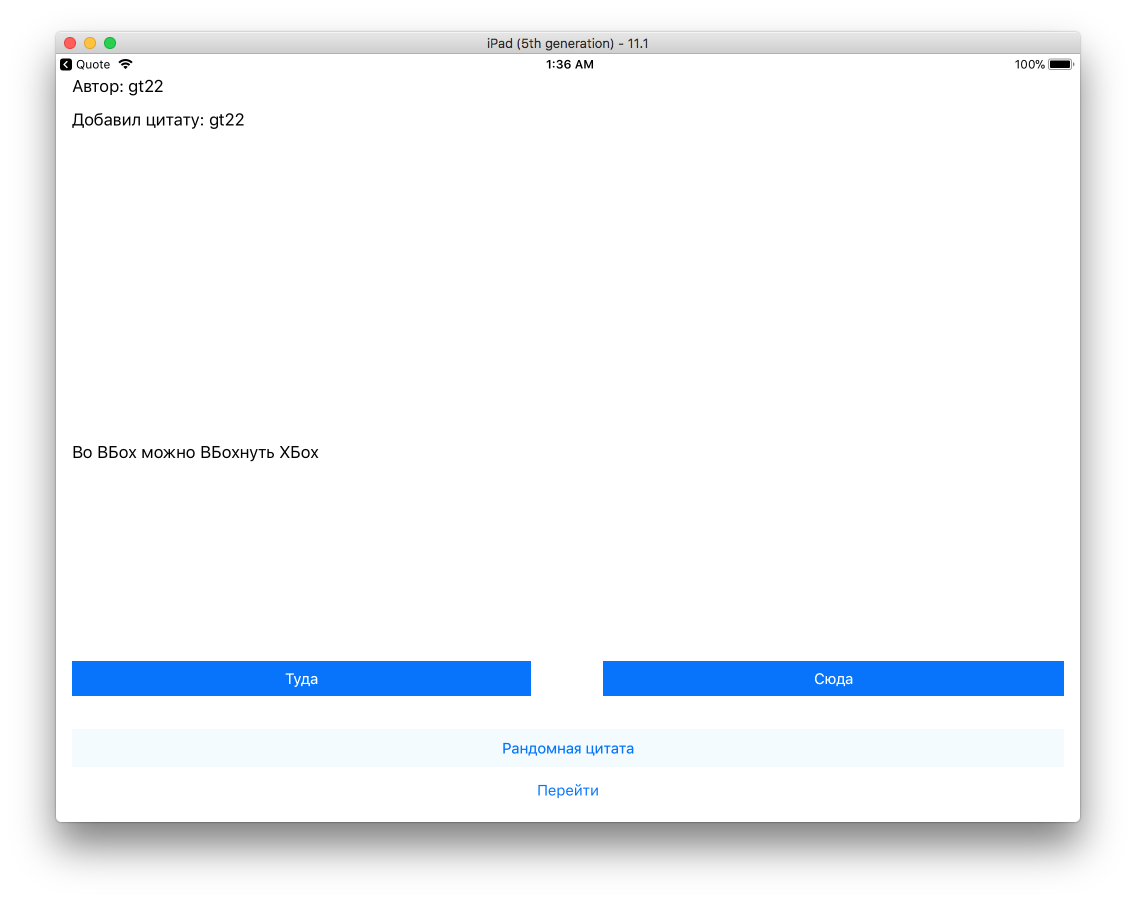 iPad (5th generation) - 11.1
Quote 1:36 AM 100%
Автор: gt22
Добавил цитату: gt22
Во ВБох можно ВБохнуть ХБох
Туда Сюда
Рандомная цитата
Перейти